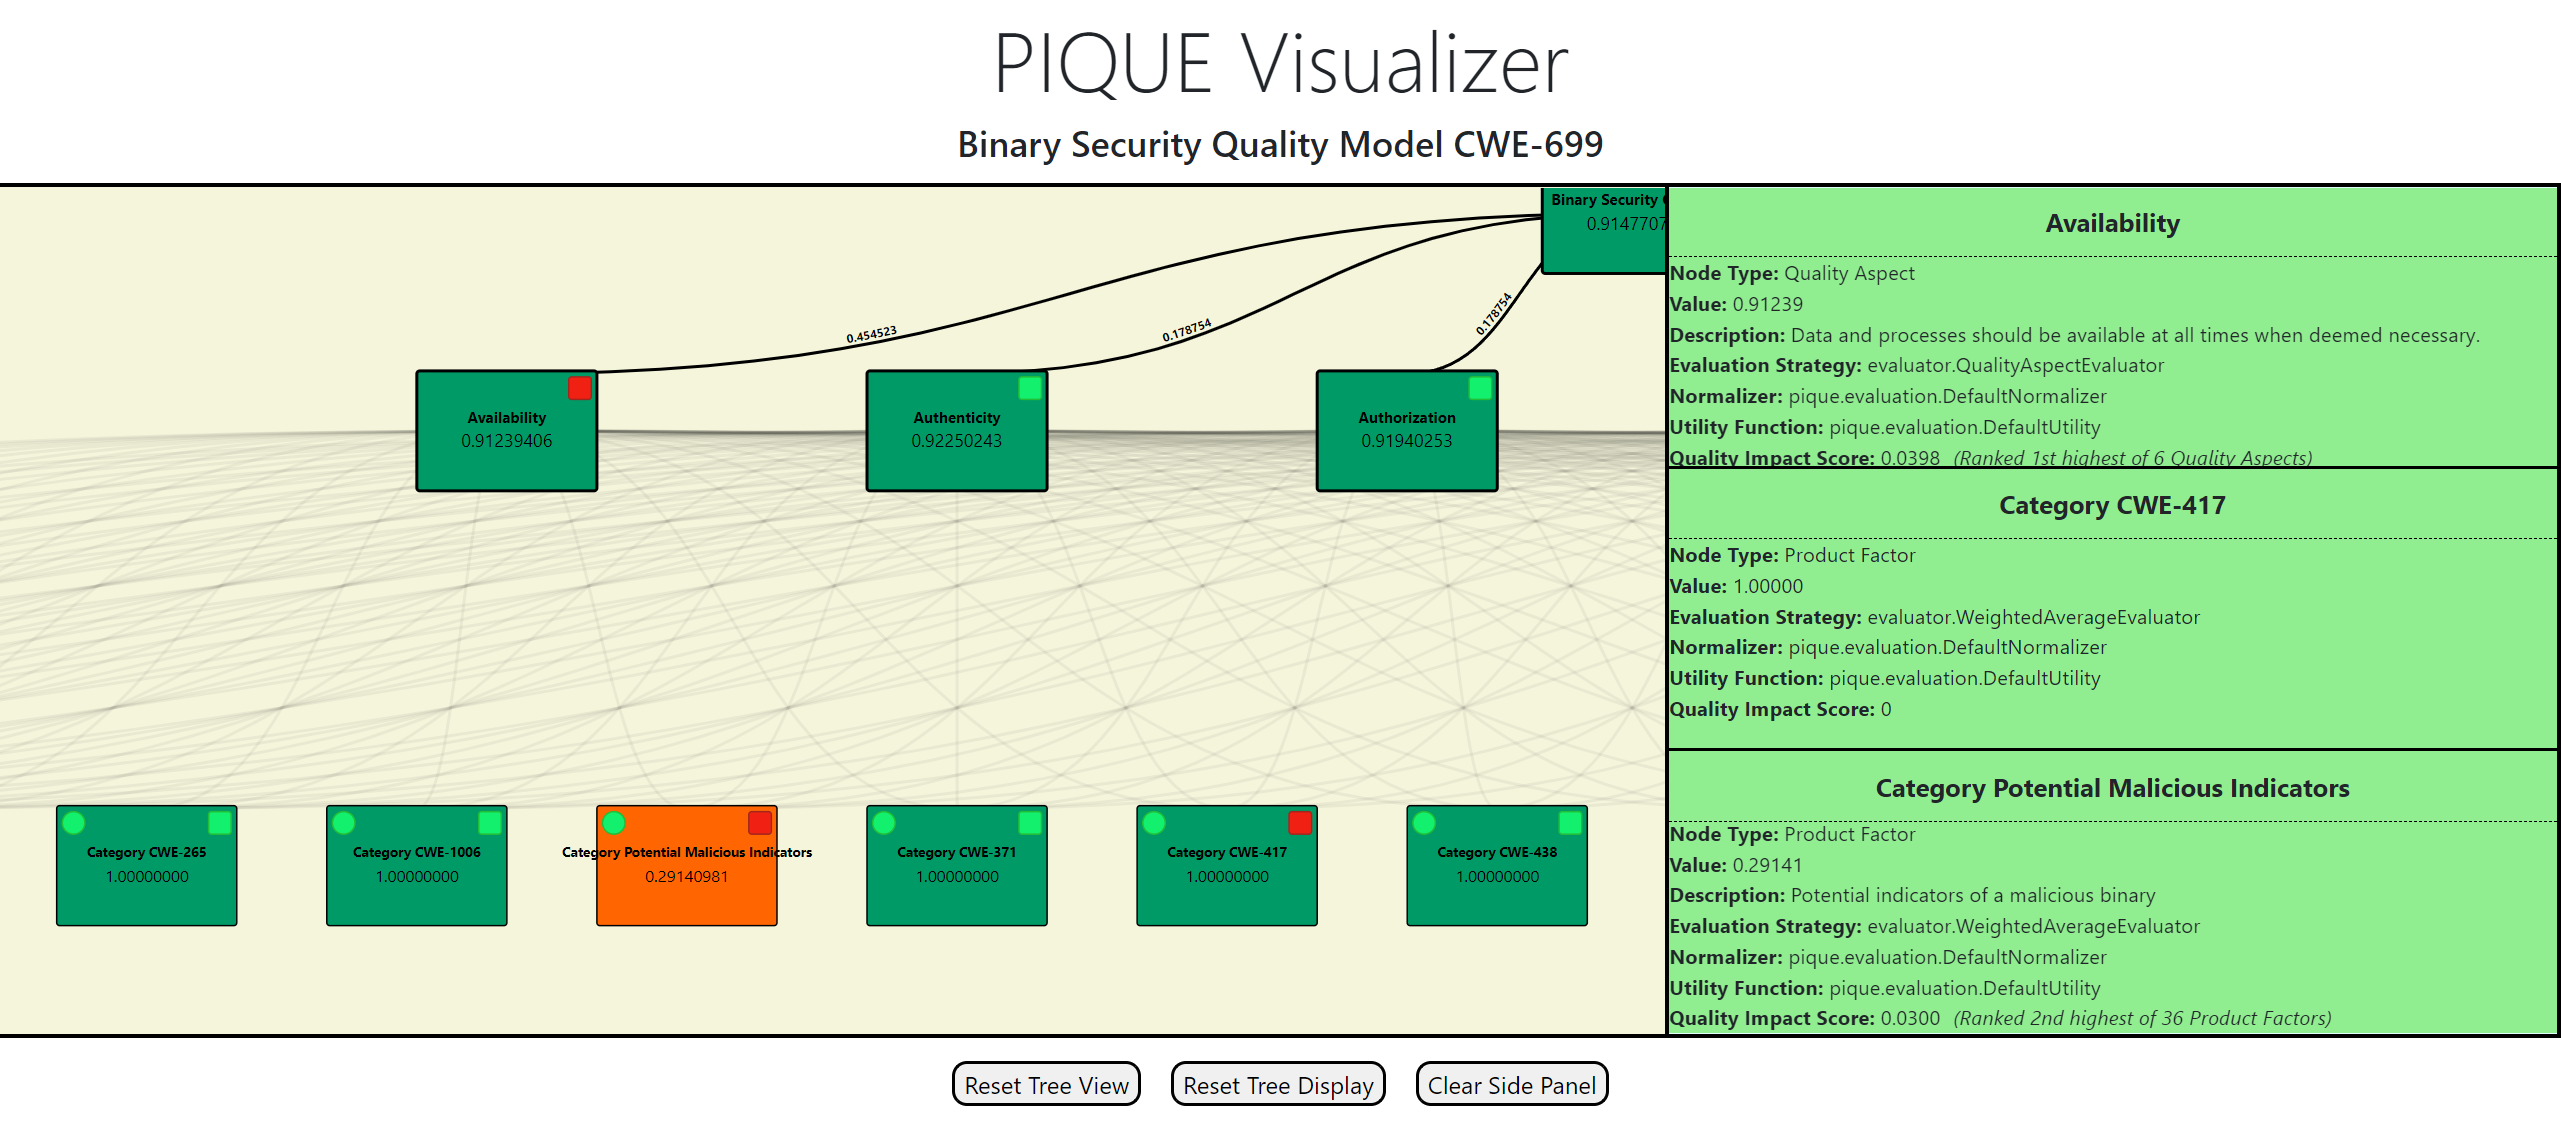 PIQUE Visualizer
Binary Security Quality Model CWE-699
Binary Security
0.9147707
0.454523
0.178754
0.178754
Availability
0.91239406
Authenticity
0.92250243
Authorization
0.91940253
Category CWE-265
1.00000000
Category CWE-1006
1.00000000
Category Potential Malicious Indicators
0.29140981
Category CWE-371
1.00000000
Category CWE-417
1.00000000
Category CWE-438
1.00000000
Availability
Node Type: Quality Aspect
Value: 0.91239
Description: Data and processes should be available at all times when deemed necessary.
Evaluation Strategy: evaluator.QualityAspectEvaluator
Normalizer: pique.evaluation.DefaultNormalizer
Utility Function: pique.evaluation.DefaultUtility
Quality Impact Score: 0.0398 (Ranked 1st highest of 6 Quality Aspects)
Category CWE-417
Node Type: Product Factor
Value: 1.00000
Evaluation Strategy: evaluator.WeightedAverageEvaluator
Normalizer: pique.evaluation.DefaultNormalizer
Utility Function: pique.evaluation.DefaultUtility
Quality Impact Score: 0
Category Potential Malicious Indicators
Node Type: Product Factor
Value: 0.29141
Description: Potential indicators of a malicious binary
Evaluation Strategy: evaluator.WeightedAverageEvaluator
Normalizer: pique.evaluation.DefaultNormalizer
Utility Function: pique.evaluation.DefaultUtility
Quality Impact Score: 0.0300 (Ranked 2nd highest of 36 Product Factors)
Reset Tree View
Reset Tree Display
Clear Side Panel